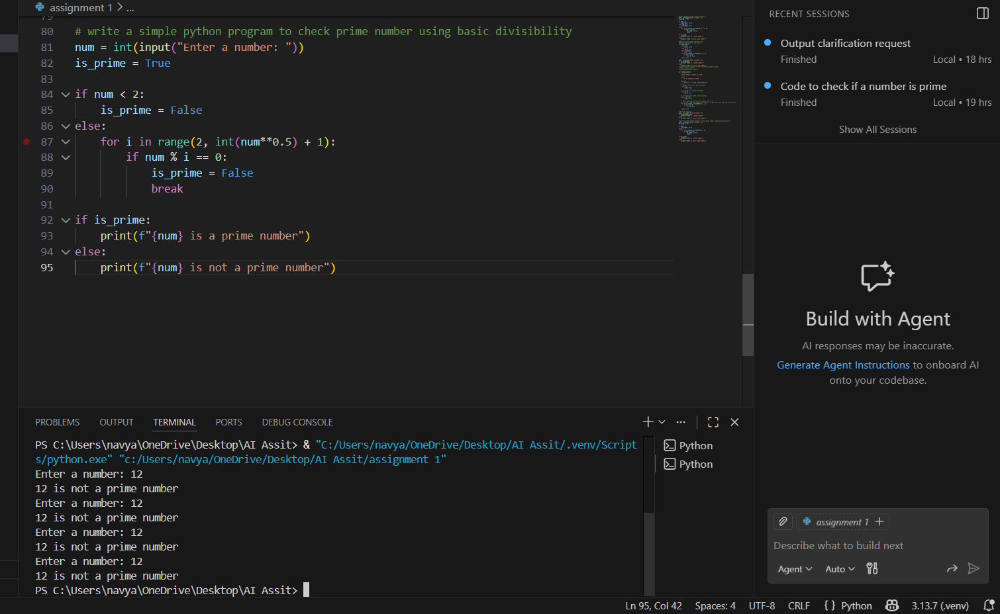 assignment 1 > ...
79
80 # write a simple python program to check prime number using basic divisibility
81 num = int(input("Enter a number: "))
82 is_prime = True
83
84 if num < 2:
85 is_prime = False
86 else:
87 for i in range(2, int(num**0.5) + 1):
88 if num % i == 0:
89 is_prime = False
90 break
91
92 if is_prime:
93 print(f"{num} is a prime number")
94 else:
95 print(f"{num} is not a prime number")
PROBLEMS OUTPUT TERMINAL PORTS DEBUG CONSOLE
PS C:\Users\navya\OneDrive\Desktop\AI Assit> & "C:/Users/navya/OneDrive/Desktop/AI Assit/.venv/Script
s/python.exe" "c:/Users/navya/OneDrive/Desktop/AI Assit/assignment 1"
Enter a number: 12
12 is not a prime number
Enter a number: 12
12 is not a prime number
Enter a number: 12
12 is not a prime number
Enter a number: 12
12 is not a prime number
PS C:\Users\navya\OneDrive\Desktop\AI Assit>
Python
Python
RECENT SESSIONS
Output clarification request
Finished Local • 18 hrs
Code to check if a number is prime
Finished Local • 19 hrs
Show All Sessions
Build with Agent
AI responses may be inaccurate.
Generate Agent Instructions to onboard AI
onto your codebase.
assignment 1 +
Describe what to build next
Agent Auto
Ln 95, Col 42 Spaces: 4 UTF-8 CRLF { } Python 3.13.7 (.venv)